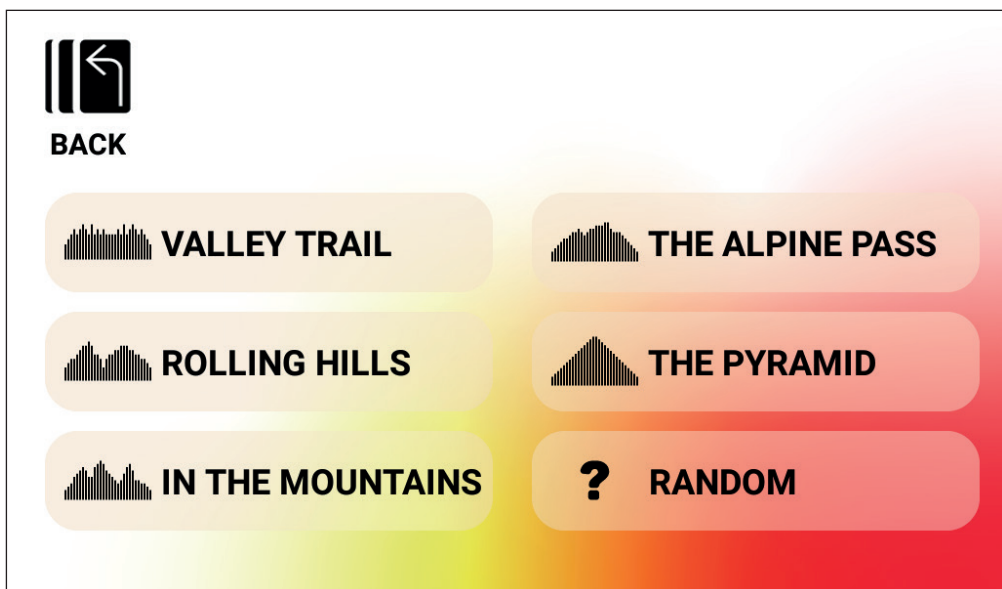 BACK
VALLEY TRAIL
THE ALPINE PASS
ROLLING HILLS
THE PYRAMID
IN THE MOUNTAINS
? RANDOM